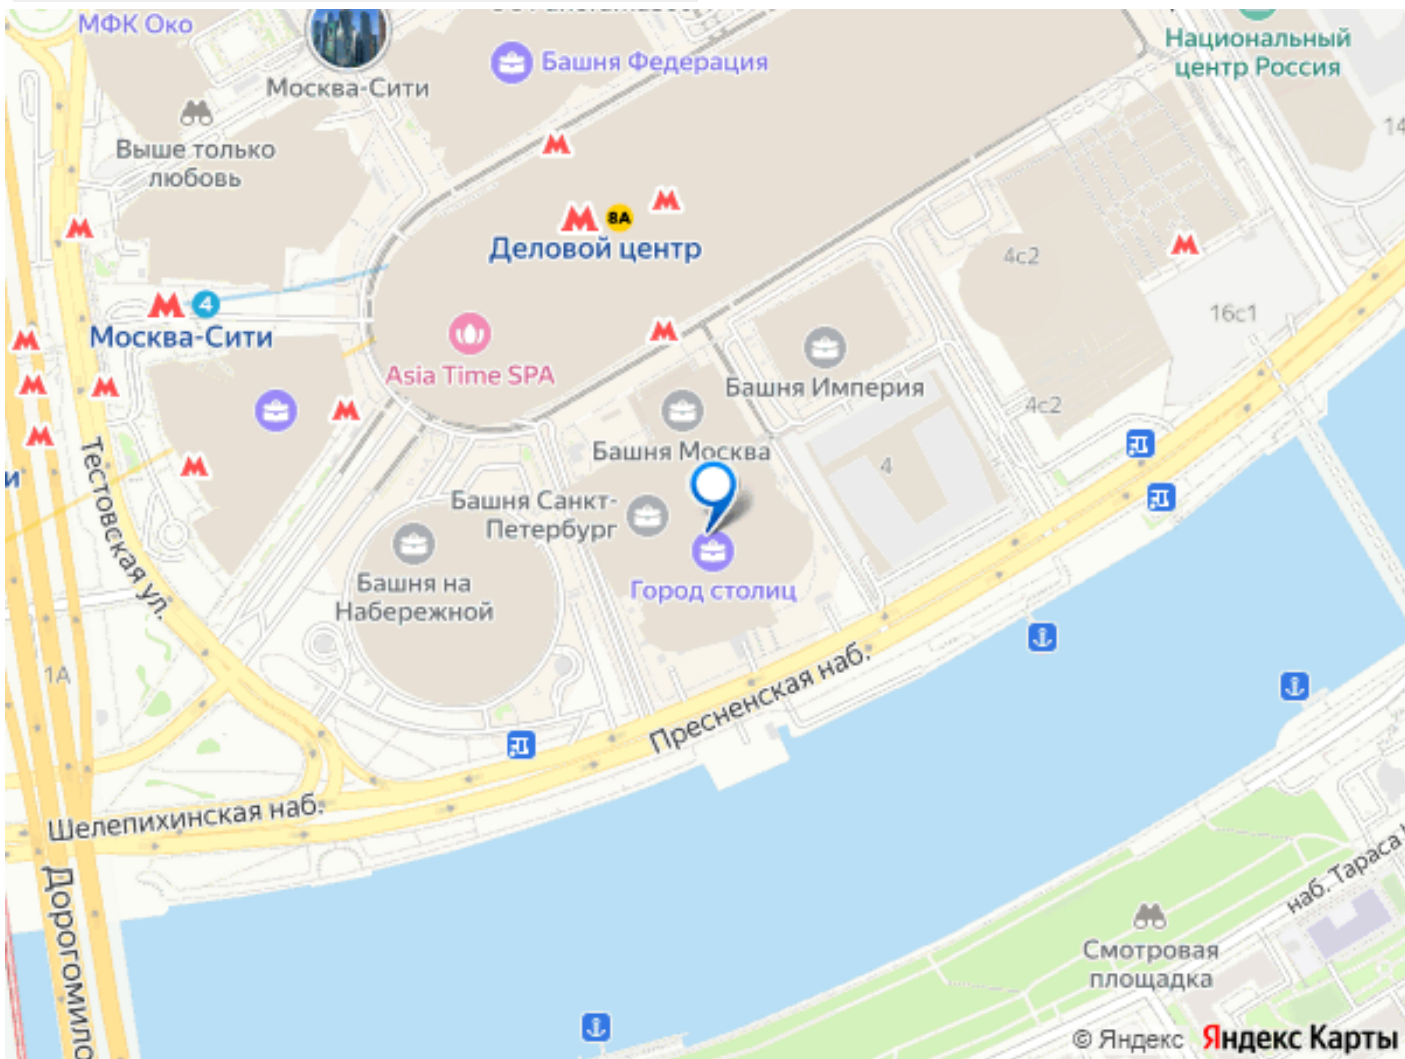 МФК Око
Москва-Сити
Башня Федерация
Национальный
центр Россия
14
Выше только
любовь
8А
Деловой центр
4с2
4
Москва-Сити
16с1
Asia Time SPA
Башня Империя
4с2
Башня Москва
4
и
Тестовская ул.
Башня Санкт-
Петербург
Башня на
Набережной
Город столиц
1А
Пресненская наб.
Шелепихинская наб.
Дорогомило
наб. Тараса
Смотровая
площадка
© Яндекс Яндекс Карты